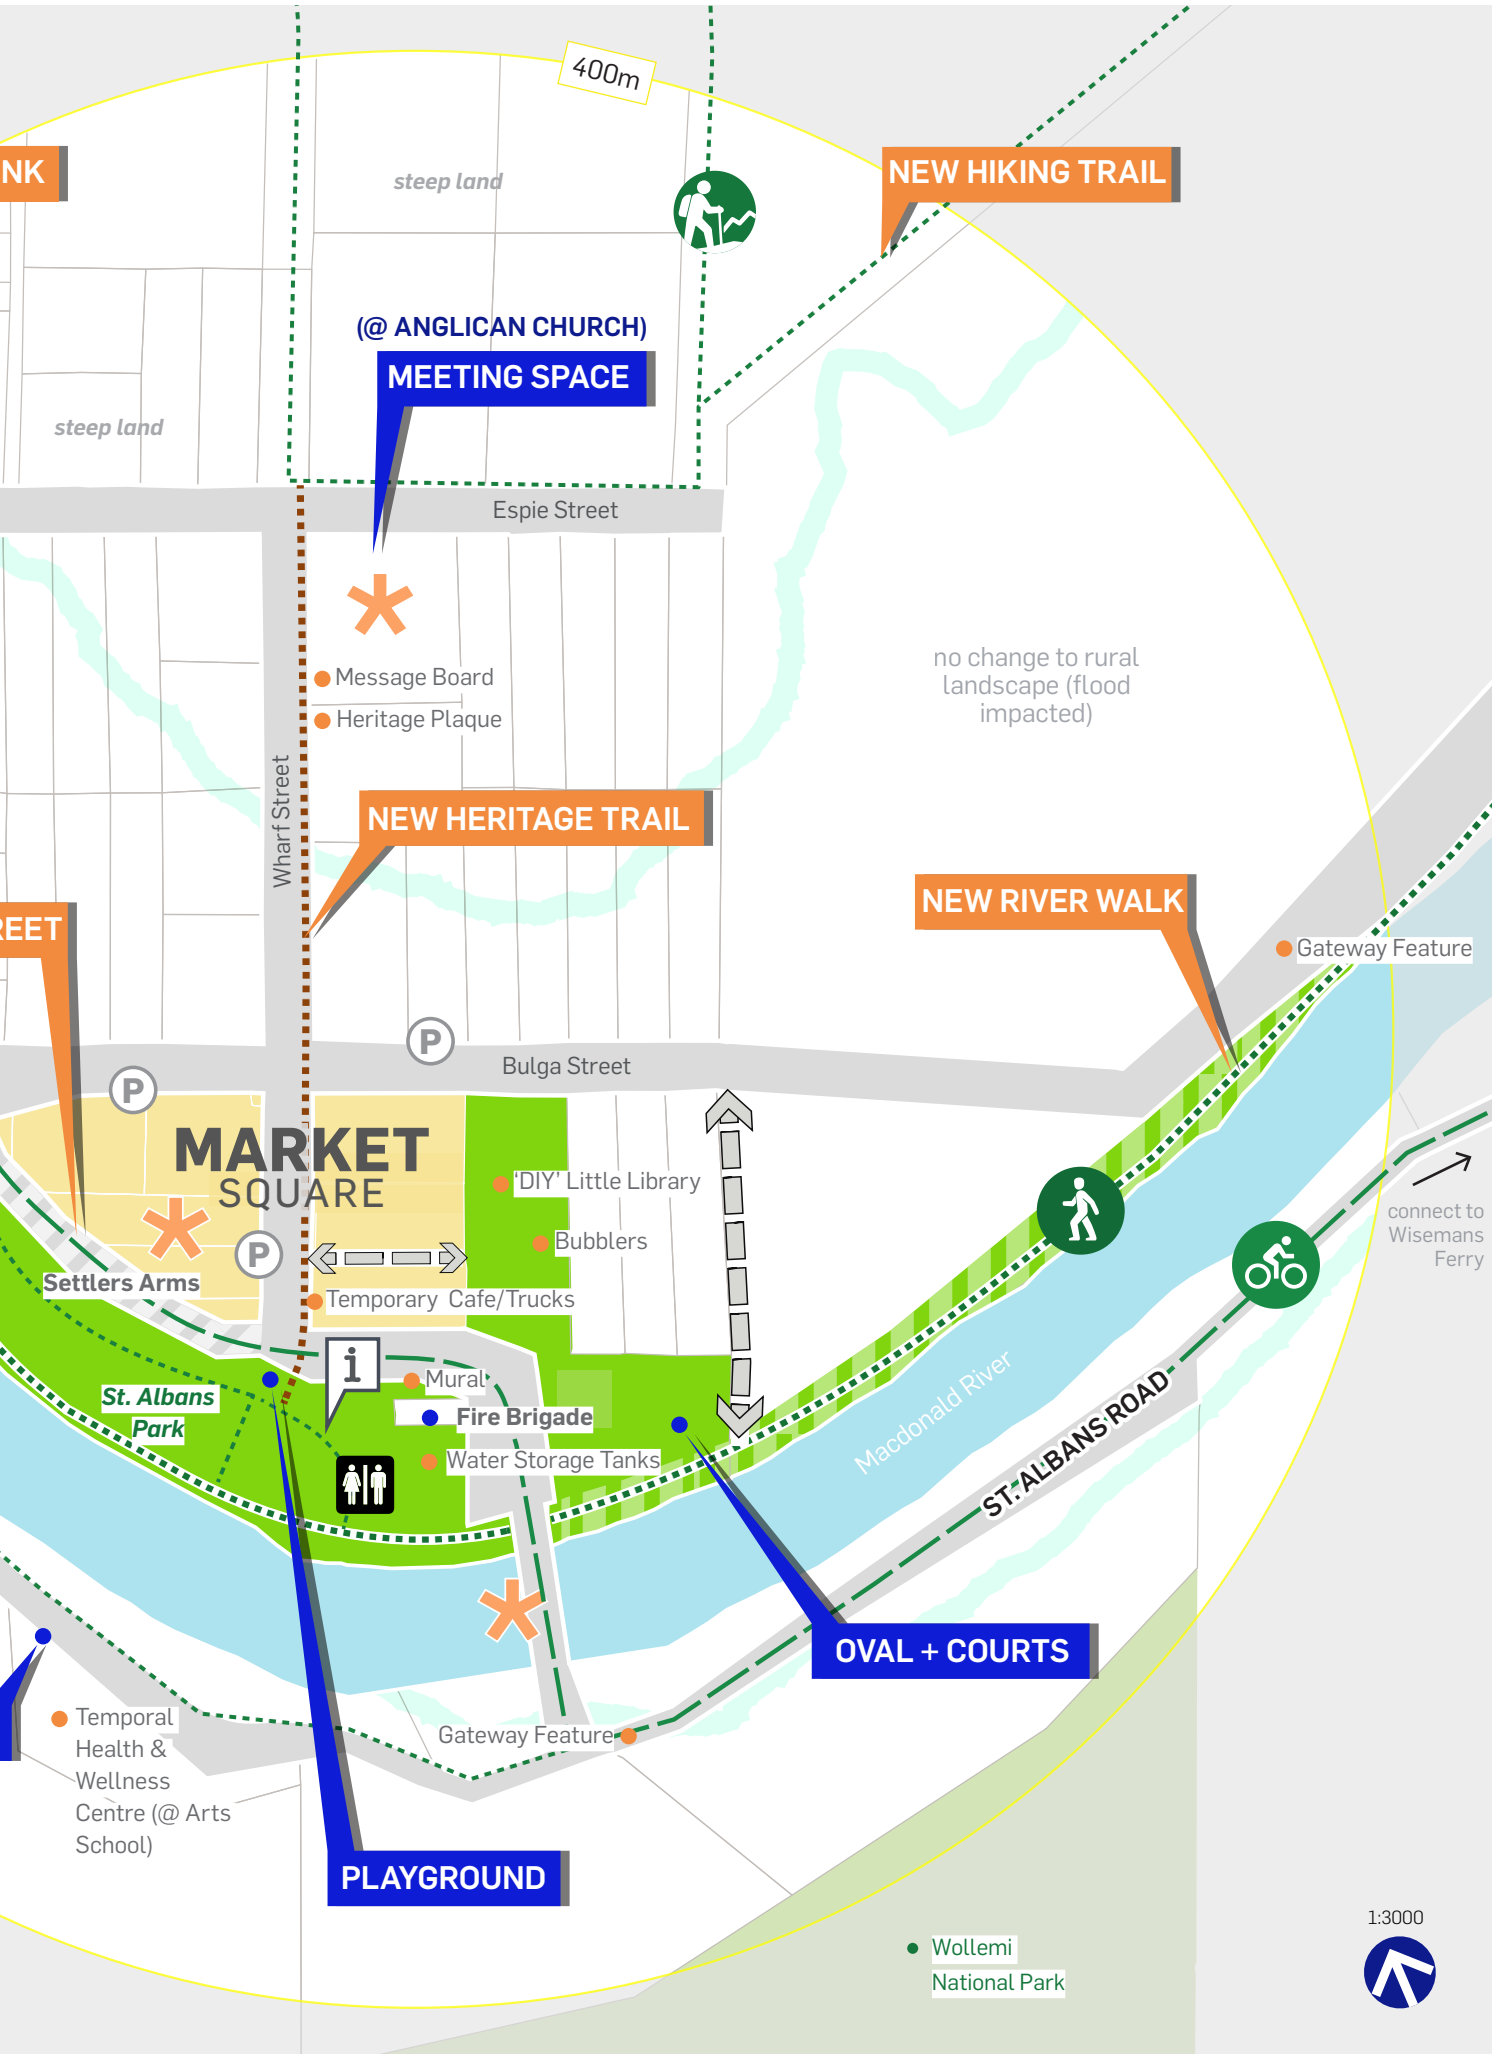 400m
NK
NEW HIKING TRAIL
steep land
(@ ANGLICAN CHURCH)
MEETING SPACE
steep land
Espie Street
Message Board
Heritage Plaque
no change to rural
landscape (flood
impacted)
Wharf Street
NEW HERITAGE TRAIL
REET
NEW RIVER WALK
Gateway Feature
P
Bulga Street
P
MARKET
SQUARE
'DIY' Little Library
Bubblers
P
Settlers Arms
Temporary Cafe/Trucks
connect to
Wisemans
Ferry
i
Mural
St. Albans
Park
Fire Brigade
Water Storage Tanks
Macdonald River
ST. ALBANS ROAD
OVAL + COURTS
Gateway Feature
Temporal
Health &
Wellness
Centre (@ Arts
School)
PLAYGROUND
Wollemi
National Park
1:3000